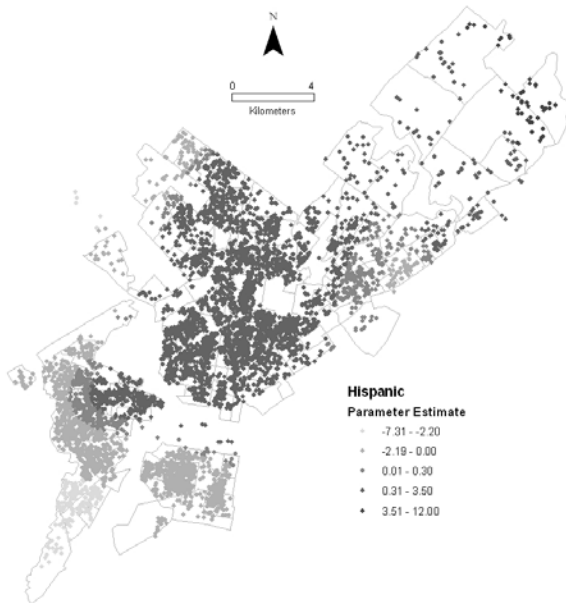 N
0 4
Kilometers
Hispanic
Parameter Estimate
-7.31 - -2.20
-2.19 - 0.00
0.01 - 0.30
0.31 - 3.50
3.51 - 12.00